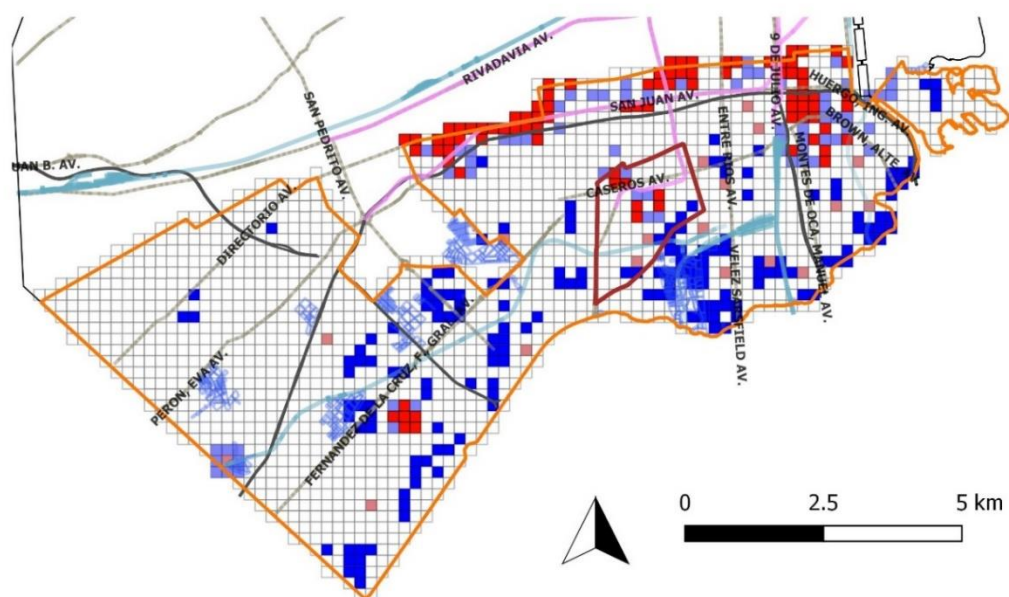 RIVADAVIA AV.
SAN PEDRITO AV.
9 DE JULIO AV.
HUERGO, ING. AV.
SAN JUAN AV.
BROWN, ALTE
UAN B. AV.
ENTRE RIOS AV.
MONTES DE OCA, MANUEL AV.
CASEROS AV.
DIRECTORIO AV.
VELEZ SARSFIELD AV.
PERON, EVA AV.
FERNANDEZ DE LA CRUZ, F., GRAL. AV.
0 2.5 5 km